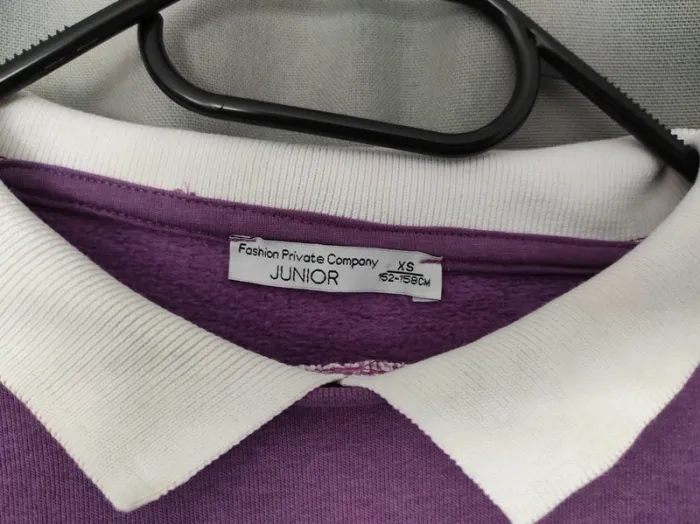 Fashion Private Company
JUNIOR
XS
152-158CM